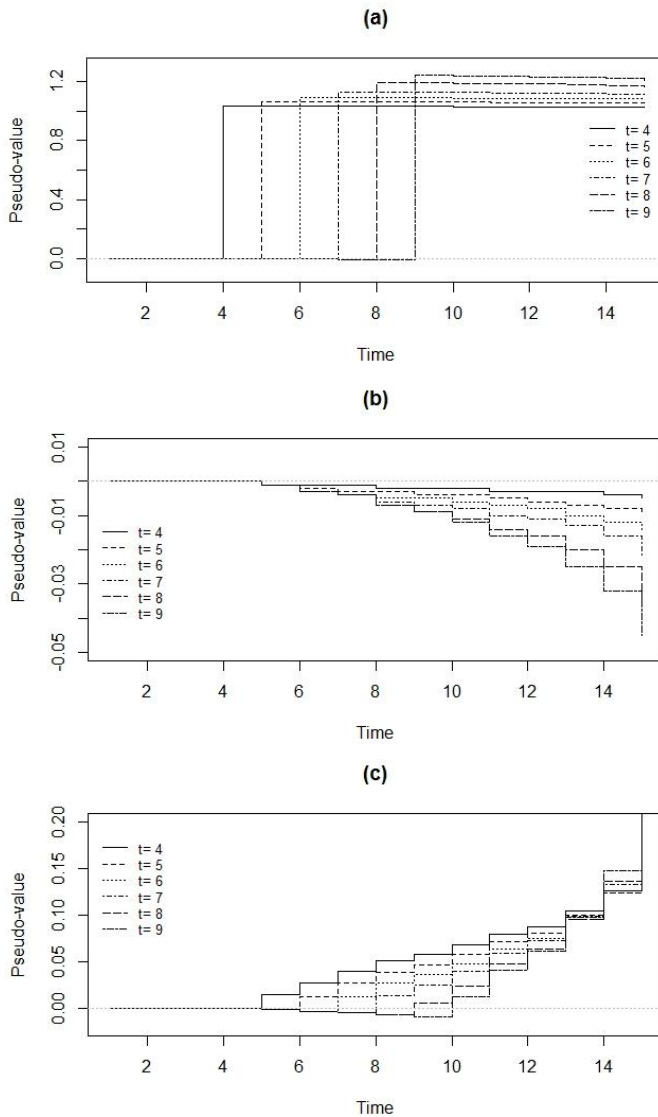 (a)
Pseudo-value
0.0 0.4 0.8 1.2
t= 4
t= 5
t= 6
t= 7
t= 8
t= 9
2 4 6 8 10 12 14
Time
(b)
Pseudo-value
-0.05 -0.03 -0.01 0.01
t= 4
t= 5
t= 6
t= 7
t= 8
t= 9
2 4 6 8 10 12 14
Time
(c)
Pseudo-value
0.00 0.05 0.10 0.15 0.20
t= 4
t= 5
t= 6
t= 7
t= 8
t= 9
2 4 6 8 10 12 14
Time